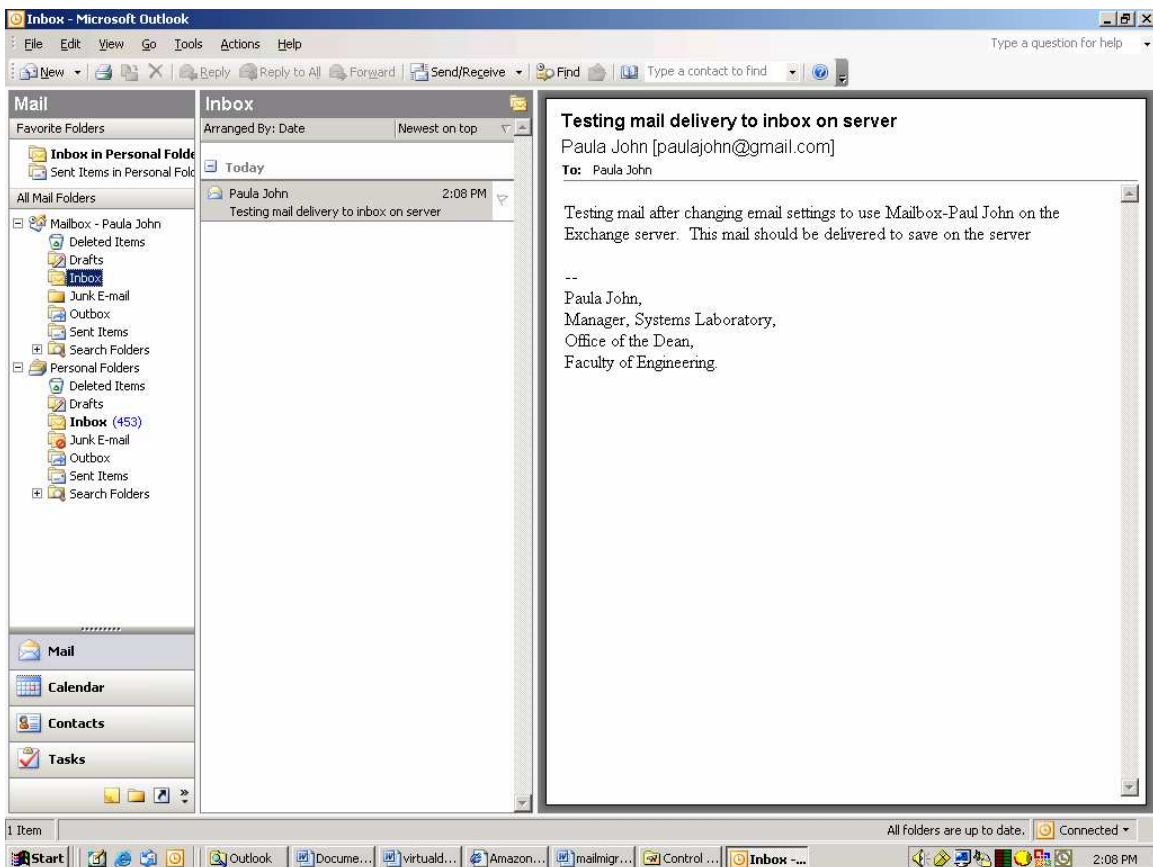 Inbox - Microsoft Outlook
File Edit View Go Tools Actions Help
Type a question for help
New Reply Reply to All Forward Send/Receive Find Type a contact to find
Mail
Favorite Folders
Inbox in Personal Folde
Sent Items in Personal Fold
All Mail Folders
Mailbox - Paula John
Deleted Items
Drafts
Inbox
Junk E-mail
Outbox
Sent Items
Search Folders
Personal Folders
Deleted Items
Drafts
Inbox (453)
Junk E-mail
Outbox
Sent Items
Search Folders
Mail
Calendar
Contacts
Tasks
Inbox
Arranged By: Date Newest on top
Today
Paula John 2:08 PM
Testing mail delivery to inbox on server
Testing mail delivery to inbox on server
Paula John [paulajohn@gmail.com]
To: Paula John
Testing mail after changing email settings to use Mailbox-Paul John on the
Exchange server. This mail should be delivered to save on the server
--
Paula John,
Manager, Systems Laboratory,
Office of the Dean,
Faculty of Engineering.
1 Item All folders are up to date. Connected
Start Outlook Docume... virtuald... Amazon... mailmigr... Control ... Inbox -... 2:08 PM